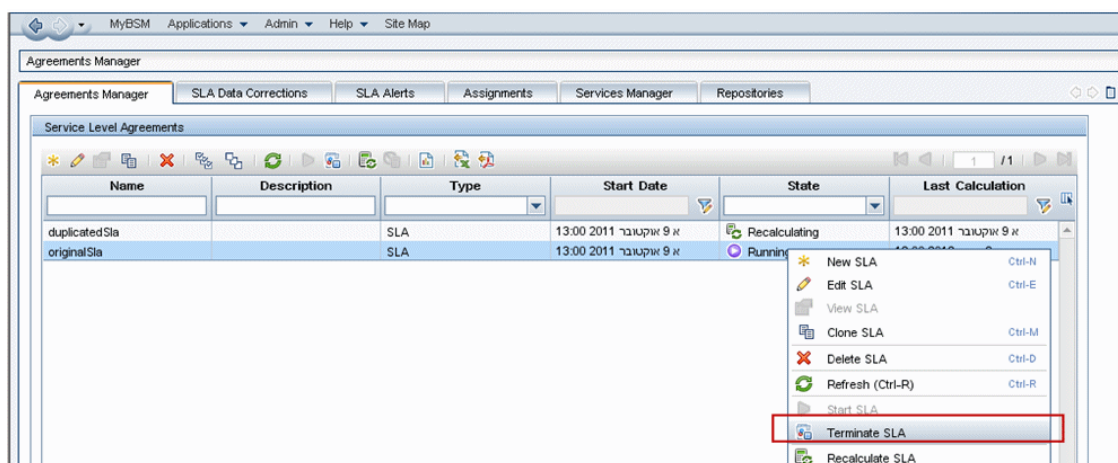 MyBSM Applications Admin Help Site Map
Agreements Manager
Agreements Manager SLA Data Corrections SLA Alerts Assignments Services Manager Repositories
Service Level Agreements
1 /1
Name Description Type Start Date State Last Calculation
duplicatedSla SLA א 9 אוקטובר 2011 13:00 Recalculating א 9 אוקטובר 2011 13:00
originalSla SLA א 9 אוקטובר 2011 13:00 Running
New SLA Ctrl-N
Edit SLA Ctrl-E
View SLA
Clone SLA Ctrl-M
Delete SLA Ctrl-D
Refresh (Ctrl-R) Ctrl-R
Start SLA
Terminate SLA
Recalculate SLA